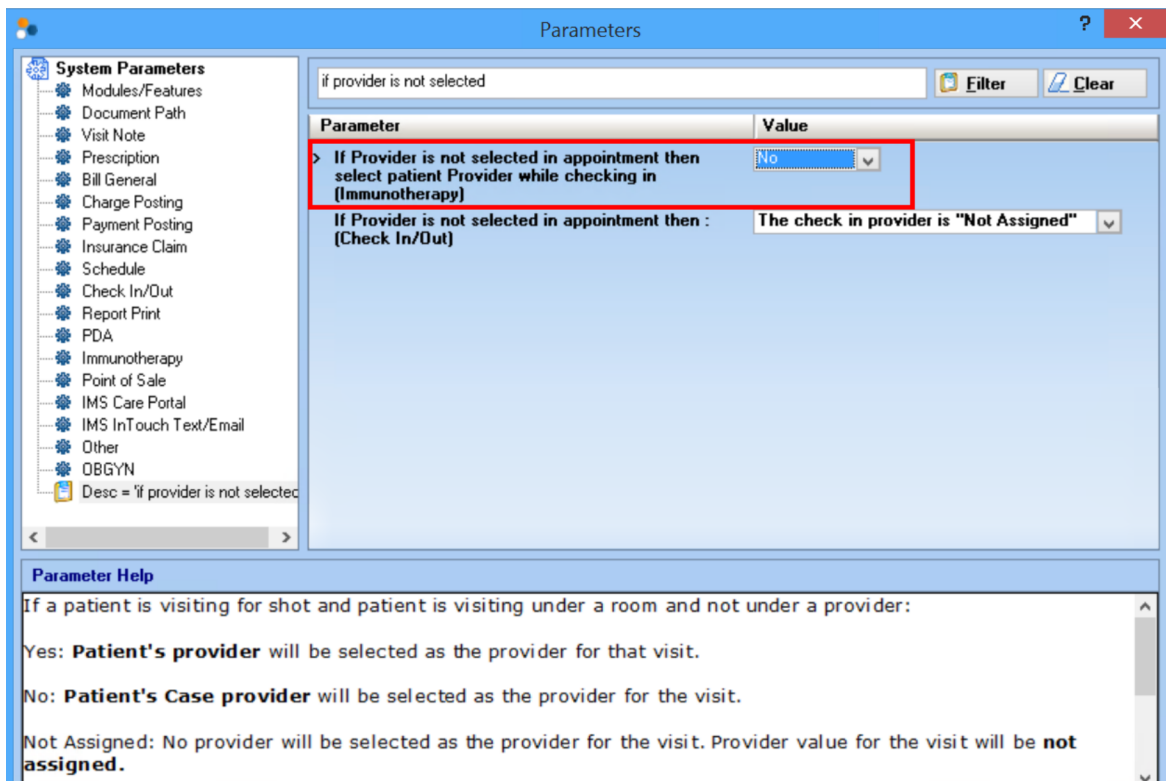 Parameters
?
System Parameters
Modules/Features
Document Path
Visit Note
Prescription
Bill General
Charge Posting
Payment Posting
Insurance Claim
Schedule
Check In/Out
Report Print
PDA
Immunotherapy
Point of Sale
IMS Care Portal
IMS InTouch Text/Email
Other
OBGYN
Desc = 'if provider is not selected
if provider is not selected
Filter
Clear
Parameter Value
If Provider is not selected in appointment then
select patient Provider while checking in
(Immunotherapy)
No
If Provider is not selected in appointment then :
(Check In/Out)
The check in provider is "Not Assigned"
Parameter Help
If a patient is visiting for shot and patient is visiting under a room and not under a provider:
Yes: Patient's provider will be selected as the provider for that visit.
No: Patient's Case provider will be selected as the provider for the visit.
Not Assigned: No provider will be selected as the provider for the visit. Provider value for the visit will be not
assigned.